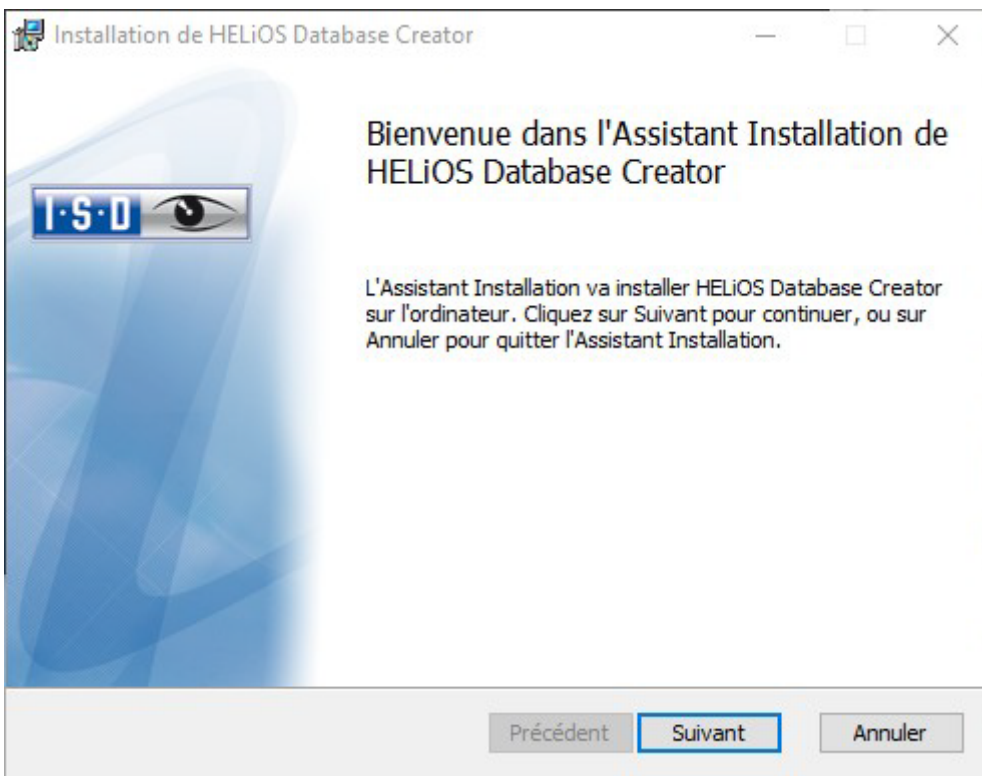 Installation de HELiOS Database Creator
Bienvenue dans l'Assistant Installation de
HELiOS Database Creator
I·S·D
L'Assistant Installation va installer HELiOS Database Creator
sur l'ordinateur. Cliquez sur Suivant pour continuer, ou sur
Annuler pour quitter l'Assistant Installation.
Précédent
Suivant
Annuler